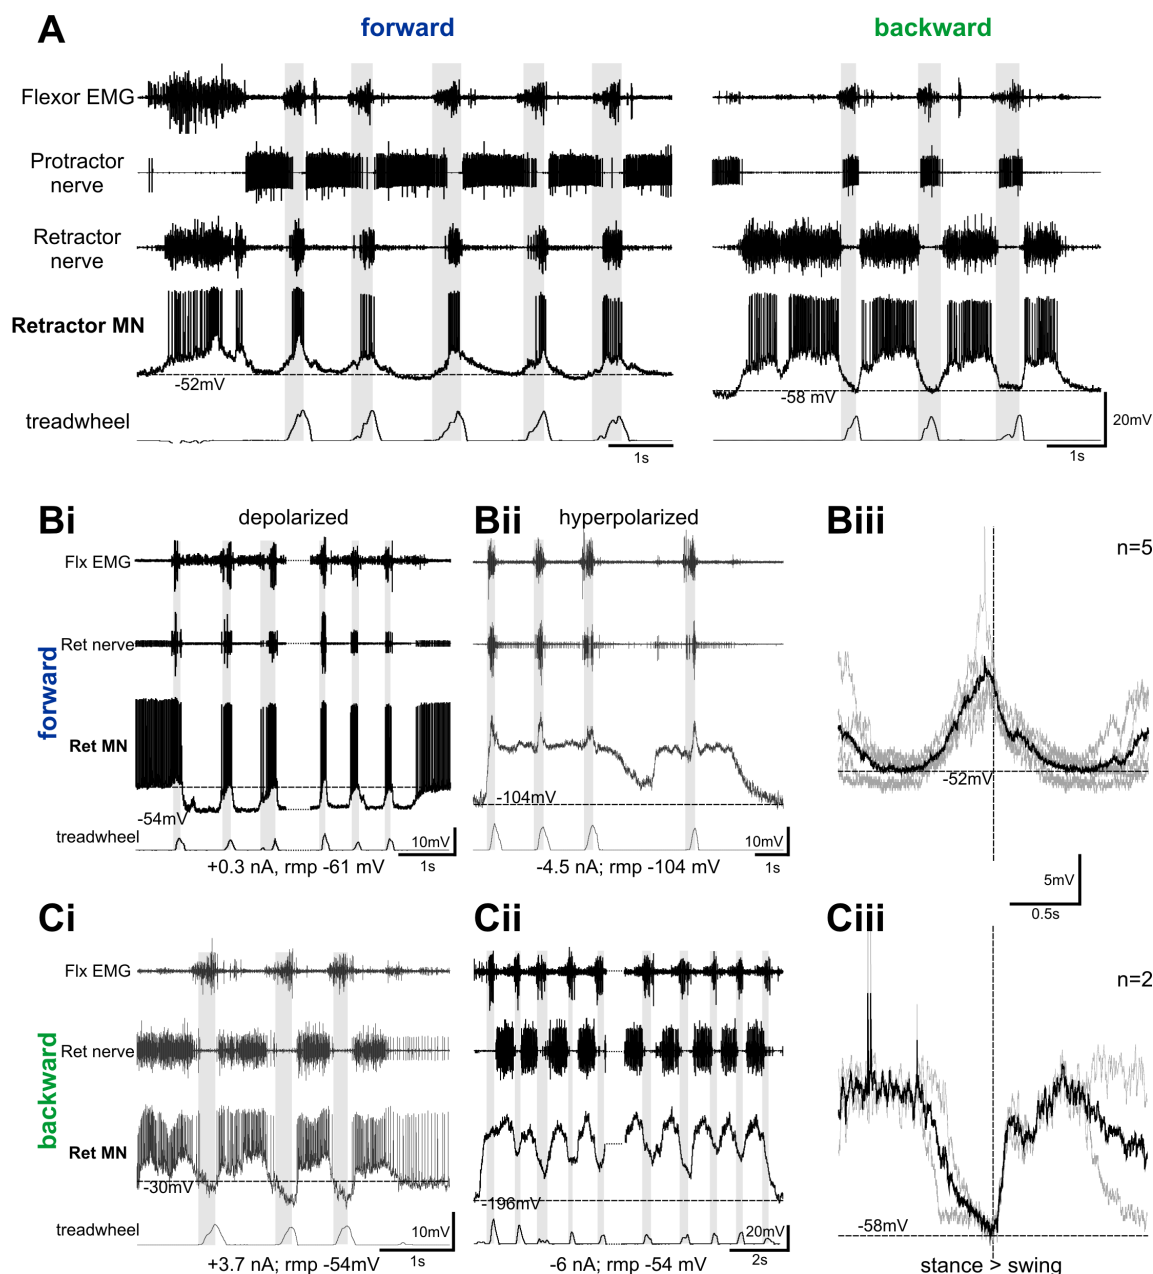 A
forward
backward
Flexor EMG
Protractor
nerve
Retractor
nerve
Retractor MN
-52mV
-58 mV
treadwheel
20mV
1s
1s
Bi
depolarized
Bii
hyperpolarized
Biii
n=5
Flx EMG
Ret nerve
forward
Ret MN
-54mV
-104mV
-52mV
treadwheel
10mV
1s
10mV
1s
+0.3 nA; rmp -61 mV
-4.5 nA; rmp -104 mV
5mV
0.5s
Ci
Cii
Ciii
Flx EMG
n=2
Ret nerve
backward
Ret MN
-30mV
-196mV
-58mV
treadwheel
10mV
1s
20mV
2s
+3.7 nA; rmp -54mV
-6 nA; rmp -54 mV
stance > swing